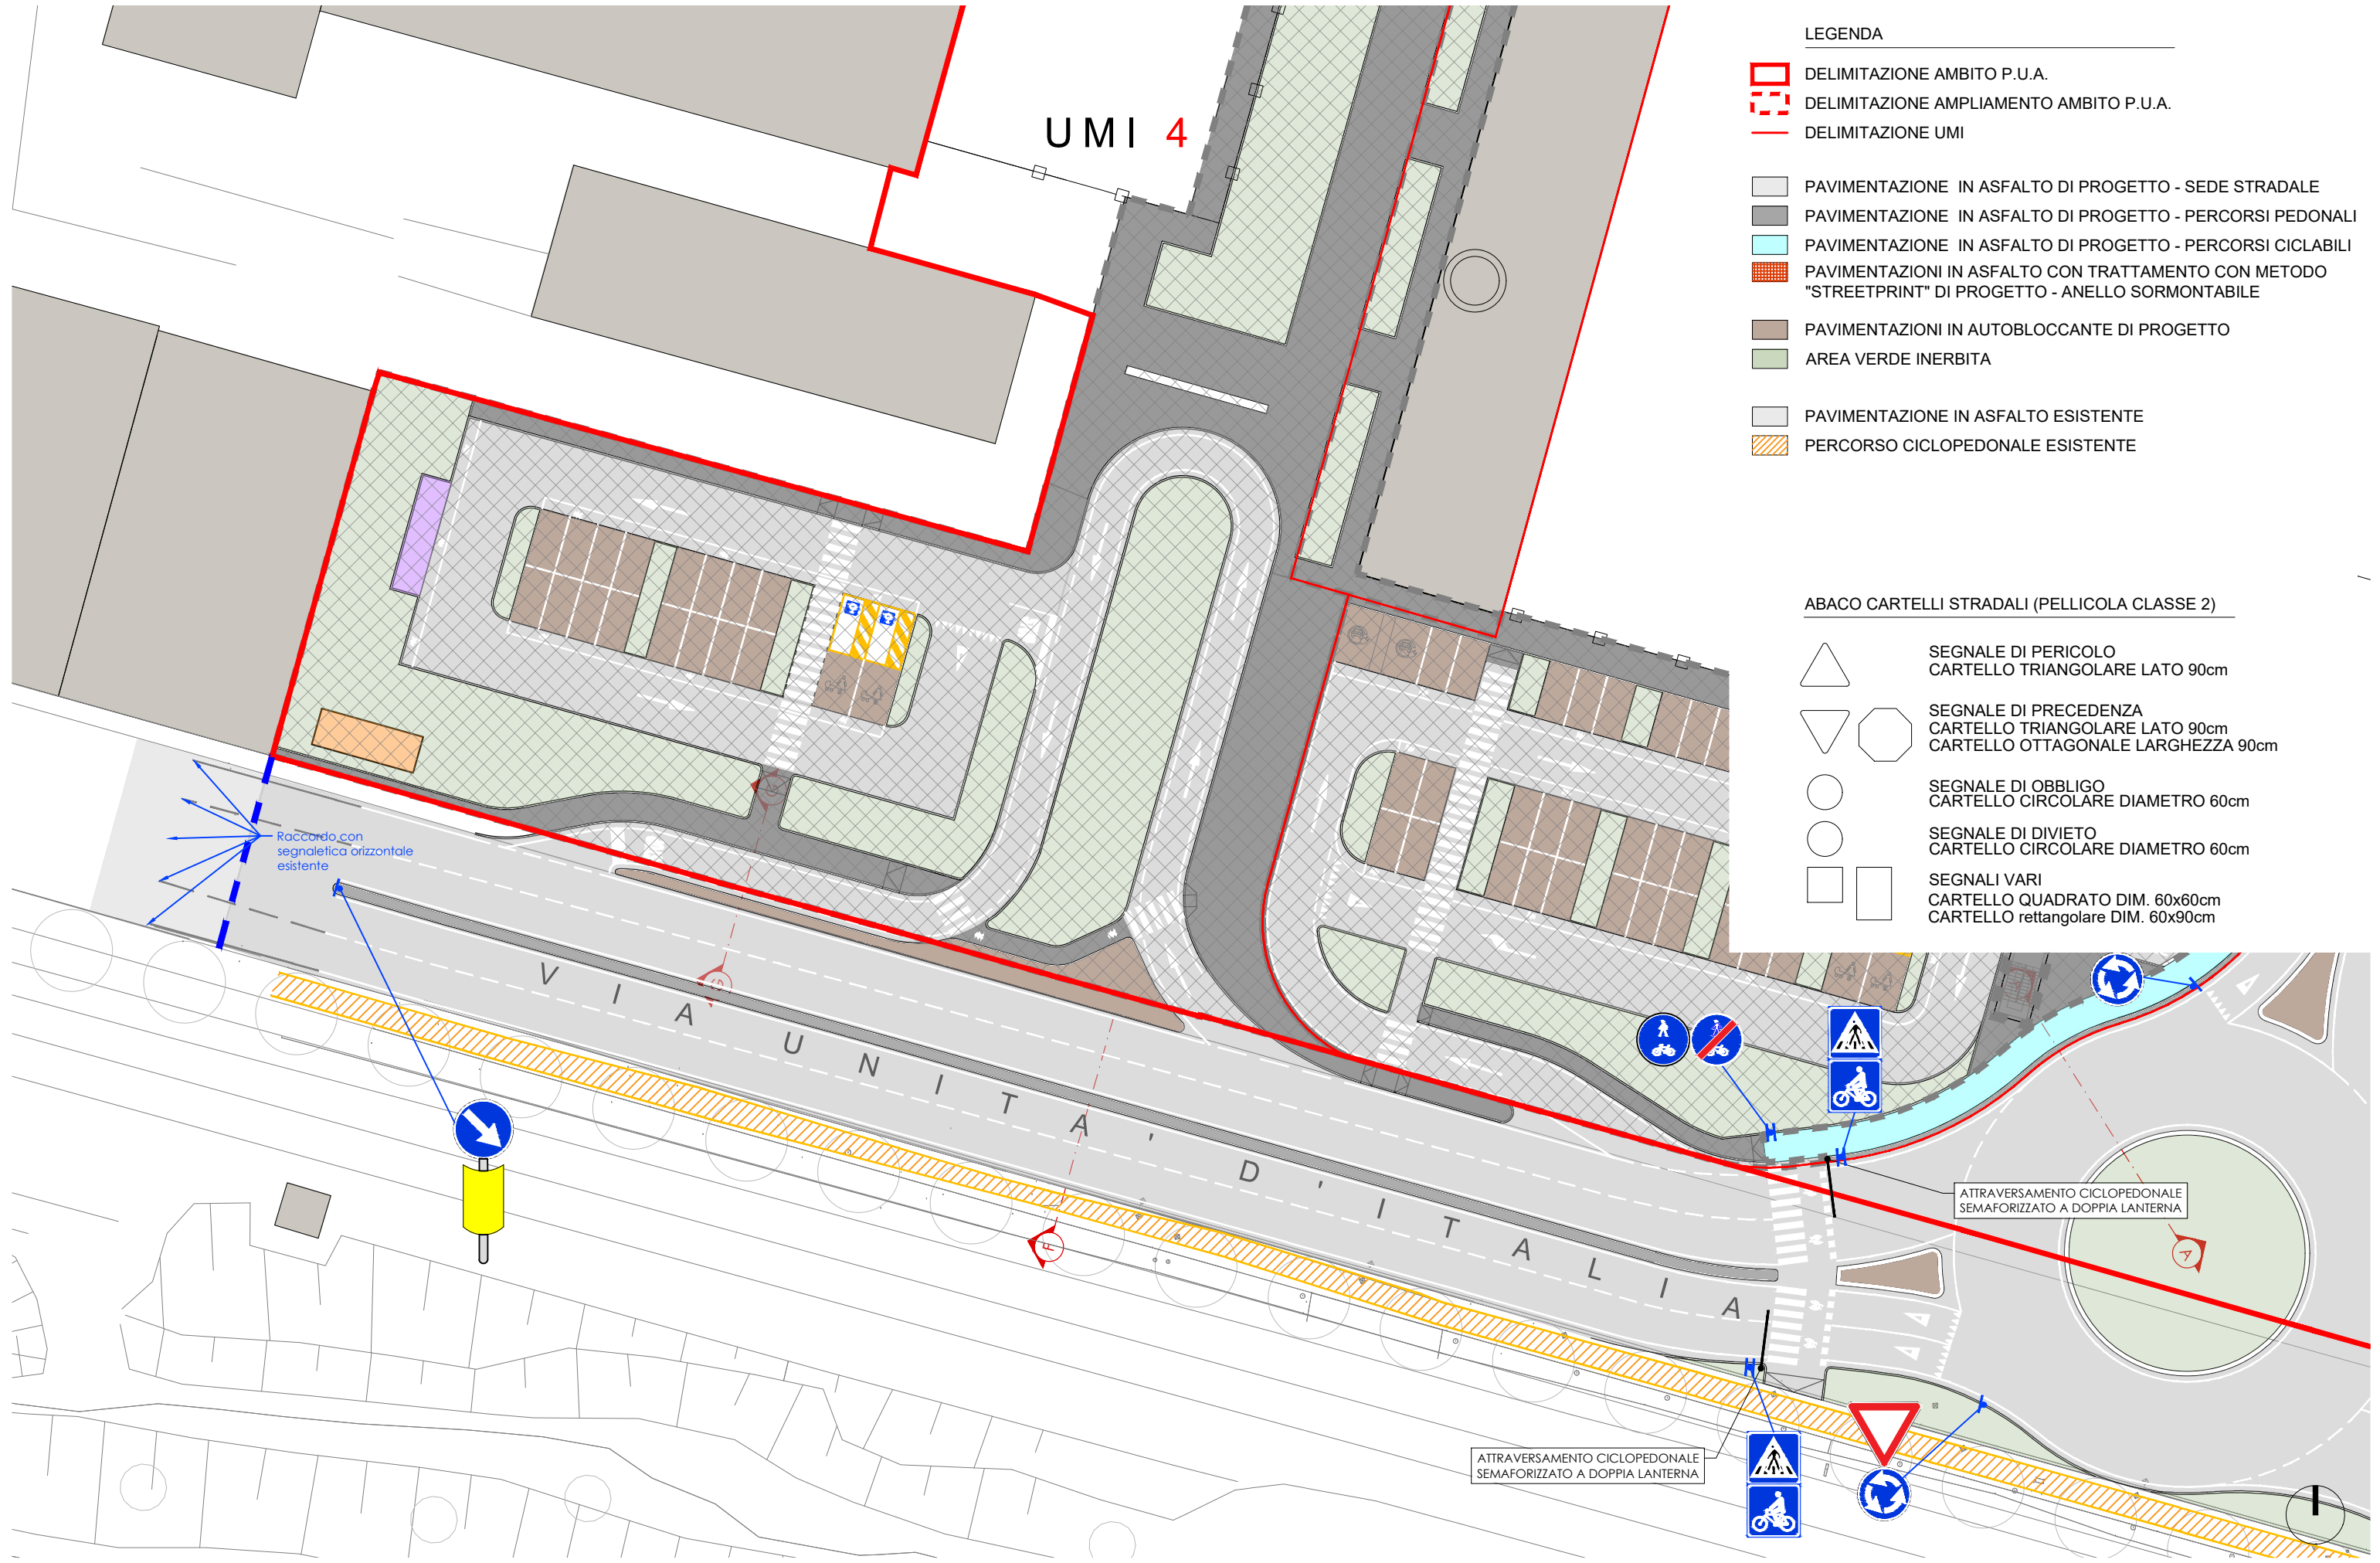 UMI 4
LEGENDA
DELIMITAZIONE AMBITO P.U.A.
DELIMITAZIONE AMPLIAMENTO AMBITO P.U.A.
DELIMITAZIONE UMI
PAVIMENTAZIONE IN ASFALTO DI PROGETTO - SEDE STRADALE
PAVIMENTAZIONE IN ASFALTO DI PROGETTO - PERCORSI PEDONALI
PAVIMENTAZIONE IN ASFALTO DI PROGETTO - PERCORSI CICLABILI
PAVIMENTAZIONI IN ASFALTO CON TRATTAMENTO CON METODO
"STREETPRINT" DI PROGETTO - ANELLO SORMONTABILE
PAVIMENTAZIONI IN AUTOBLOCCANTE DI PROGETTO
AREA VERDE INERBITA
PAVIMENTAZIONE IN ASFALTO ESISTENTE
PERCORSO CICLOPEDONALE ESISTENTE
ABACO CARTELLI STRADALI (PELLICOLA CLASSE 2)
SEGNALE DI PERICOLO
CARTELLO TRIANGOLARE LATO 90cm
SEGNALE DI PRECEDENZA
CARTELLO TRIANGOLARE LATO 90cm
CARTELLO OTTAGONALE LARGHEZZA 90cm
SEGNALE DI OBBLIGO
CARTELLO CIRCOLARE DIAMETRO 60cm
SEGNALE DI DIVIETO
CARTELLO CIRCOLARE DIAMETRO 60cm
SEGNALI VARI
CARTELLO QUADRATO DIM. 60x60cm
CARTELLO rettangolare DIM. 60x90cm
Raccordo con
segnaletica orizzontale
esistente
VIA UNITA' D'ITALIA
F
A
ATTRAVERSAMENTO CICLOPEDONALE
SEMAFORIZZATO A DOPPIA LANTERNA
ATTRAVERSAMENTO CICLOPEDONALE
SEMAFORIZZATO A DOPPIA LANTERNA